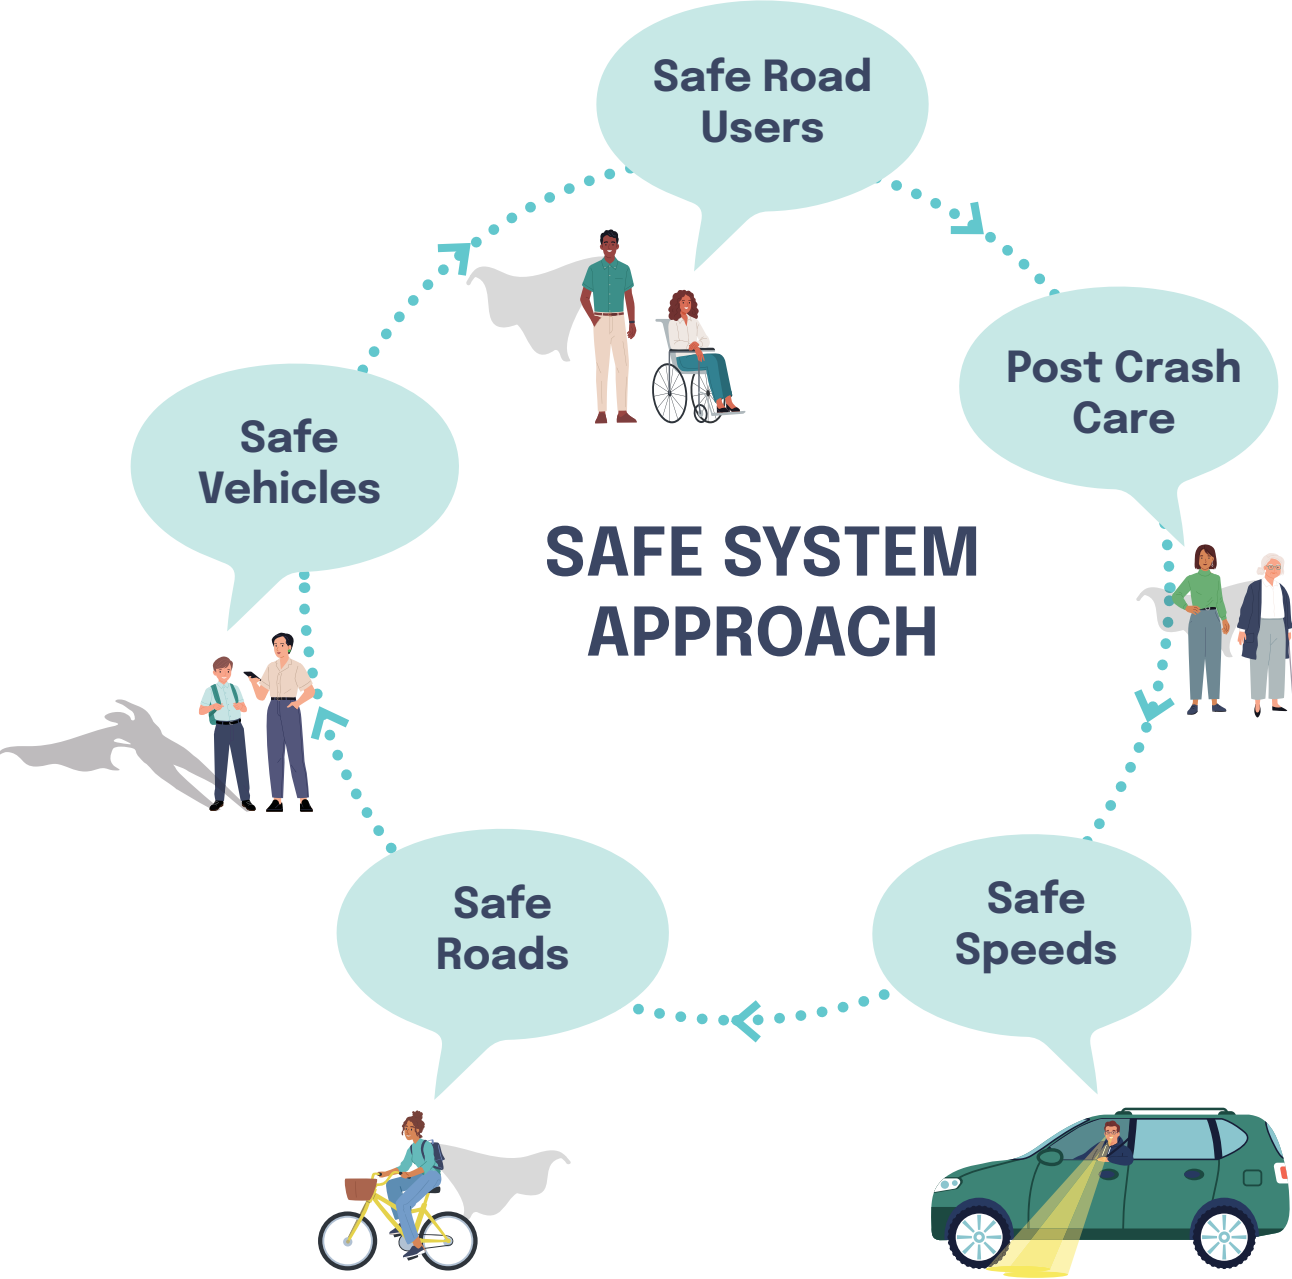 Safe Road
Users
Post Crash
Care
Safe
Vehicles
SAFE SYSTEM
APPROACH
Safe
Roads
Safe
Speeds